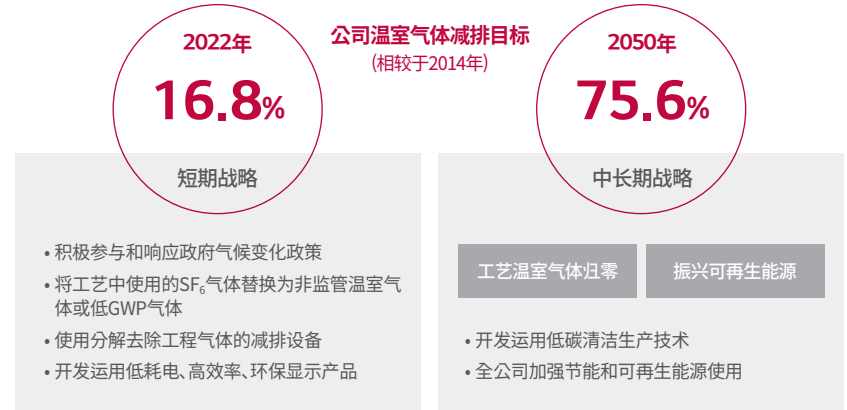 公司温室气体减排目标
(相较于2014年)
2022年
16.8%
短期战略
• 积极参与和响应政府气候变化政策
• 将工艺中使用的SF₆气体替换为非监管温室气
体或低GWP气体
• 使用分解去除工程气体的减排设备
• 开发运用低耗电、高效率、环保显示产品
2050年
75.6%
中长期战略
工艺温室气体归零
振兴可再生能源
• 开发运用低碳清洁生产技术
• 全公司加强节能和可再生能源使用